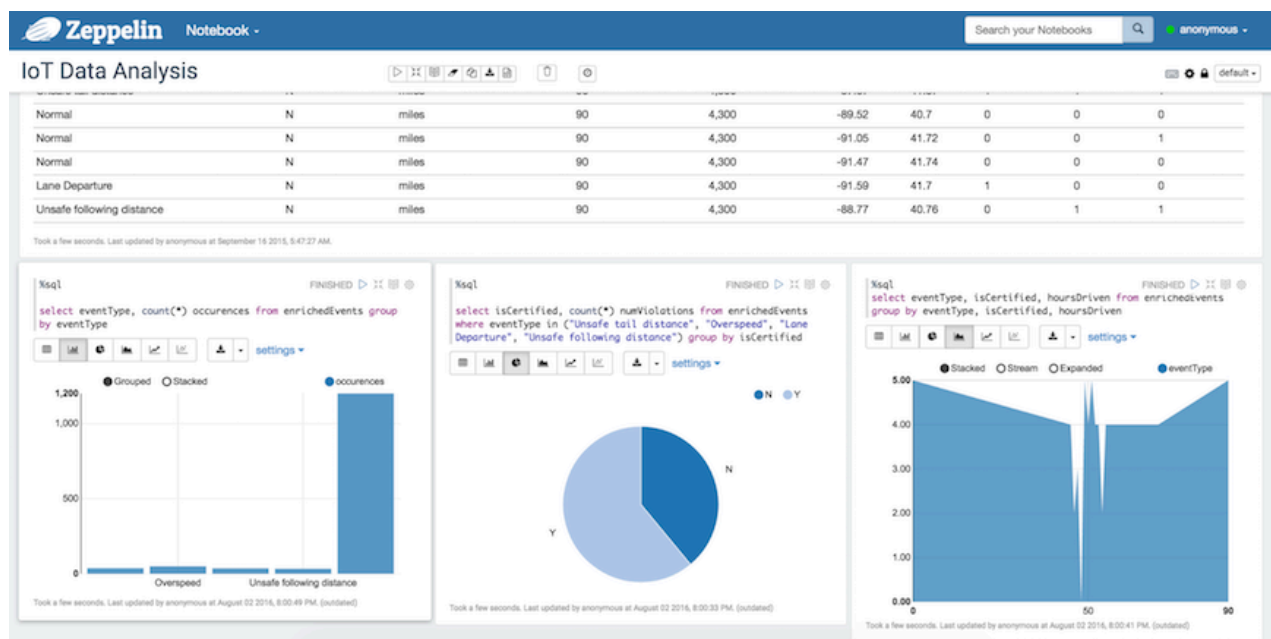 Zeppelin Notebook Search your Notebooks anonymous
IoT Data Analysis default
Normal N miles 90 4,300 -89.52 40.7 0 0 0
Normal N miles 90 4,300 -91.05 41.72 0 0 1
Normal N miles 90 4,300 -91.47 41.74 0 0 0
Lane Departure N miles 90 4,300 -91.59 41.7 1 0 0
Unsafe following distance N miles 90 4,300 -88.77 40.76 0 1 1
Took a few seconds. Last updated by anonymous at September 16 2015, 5:47:27 AM.
%sql FINISHED
select eventType, count(*) occurences from enrichedEvents group
by eventType
settings
Grouped Stacked occurences
1,200
1,000
500
0
Overspeed Unsafe following distance
Took a few seconds. Last updated by anonymous at August 02 2016, 8:00:49 PM. (outdated)
%sql FINISHED
select isCertified, count(*) numViolations from enrichedEvents
where eventType in ("Unsafe tail distance", "Overspeed", "Lane
Departure", "Unsafe following distance") group by isCertified
settings
N Y
N
Y
Took a few seconds. Last updated by anonymous at August 02 2016, 8:00:33 PM. (outdated)
%sql FINISHED
select eventType, isCertified, hoursDriven from enrichedEvents
group by eventType, isCertified, hoursDriven
settings
Stacked Stream Expanded eventType
5.00
4.00
3.00
2.00
1.00
0.00
0 50 90
Took a few seconds. Last updated by anonymous at August 02 2016, 8:00:41 PM. (outdated)